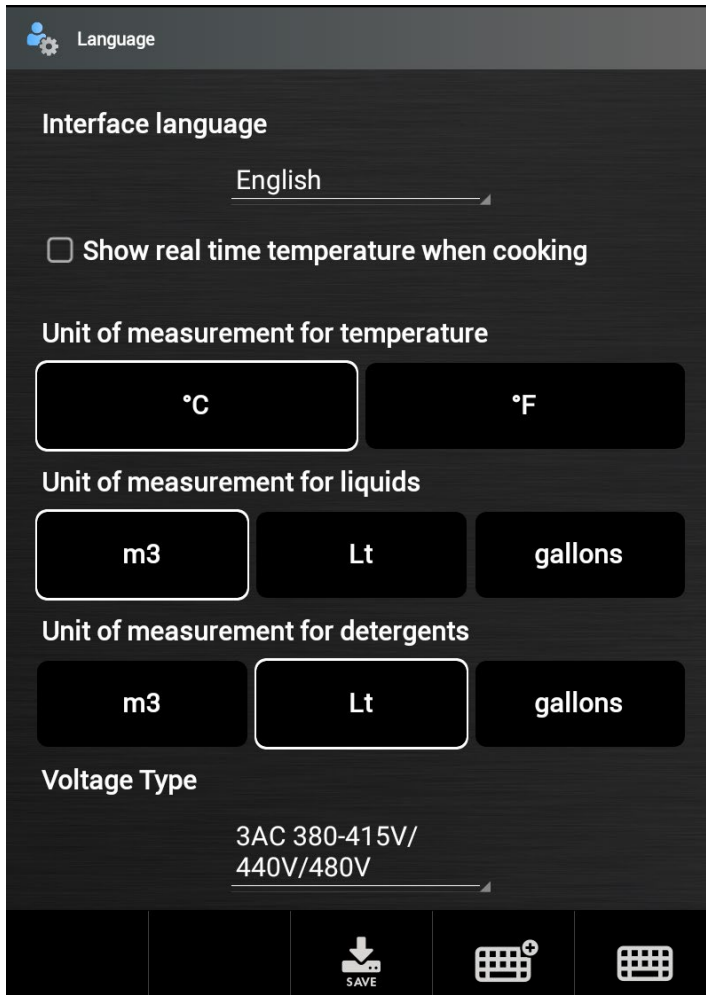 Language
Interface language
English
Show real time temperature when cooking
Unit of measurement for temperature
°C °F
Unit of measurement for liquids
m3 Lt gallons
Unit of measurement for detergents
m3 Lt gallons
Voltage Type
3AC 380-415V/
440V/480V
SAVE